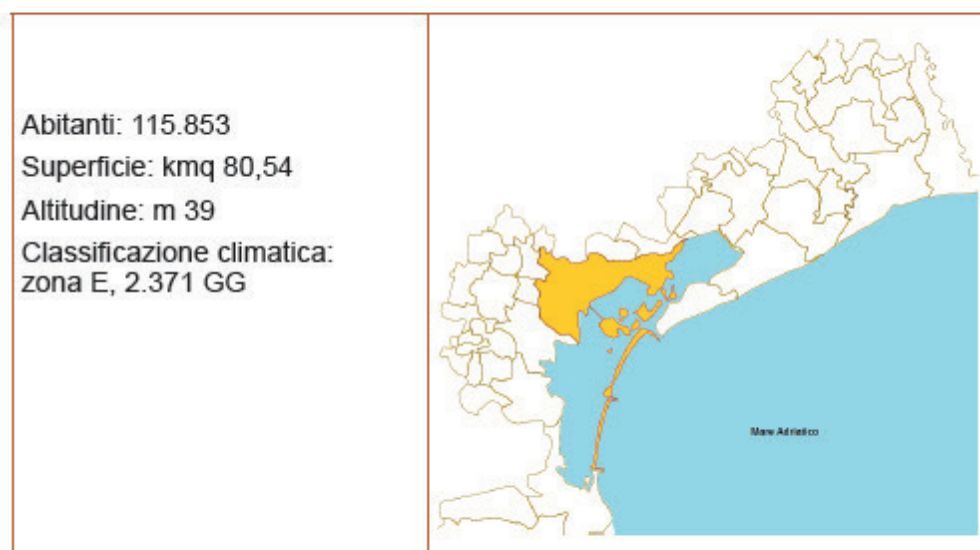 Abitanti: 115.853
Superficie: kmq 80,54
Altitudine: m 39
Classificazione climatica:
zona E, 2.371 GG
Mare Adriatico